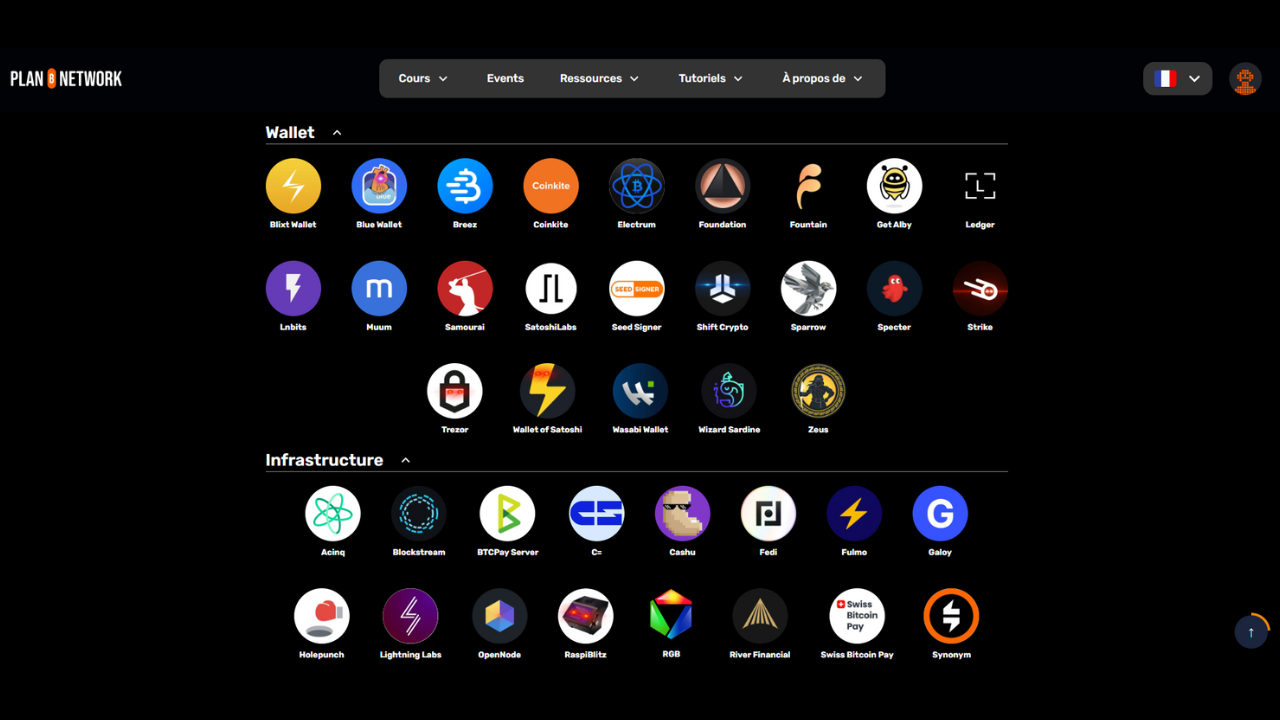 PLAN B NETWORK
Cours Events Ressources Tutoriels À propos de
Wallet
Coinkite
BLUE
Blixt Wallet Blue Wallet Breez Coinkite Electrum Foundation Fountain Get Alby Ledger
SEED SIGNER
Lnbits Muum Samourai SatoshiLabs Seed Signer Shift Crypto Sparrow Specter Strike
Trezor Wallet of Satoshi Wasabi Wallet Wizard Sardine Zeus
Infrastructure
G
Acinq Blockstream BTCPay Server C= Cashu Fedi Fulmo Galoy
Swiss
Bitcoin
Pay
Holepunch Lightning Labs OpenNode RaspiBlitz RGB River Financial Swiss Bitcoin Pay Synonym